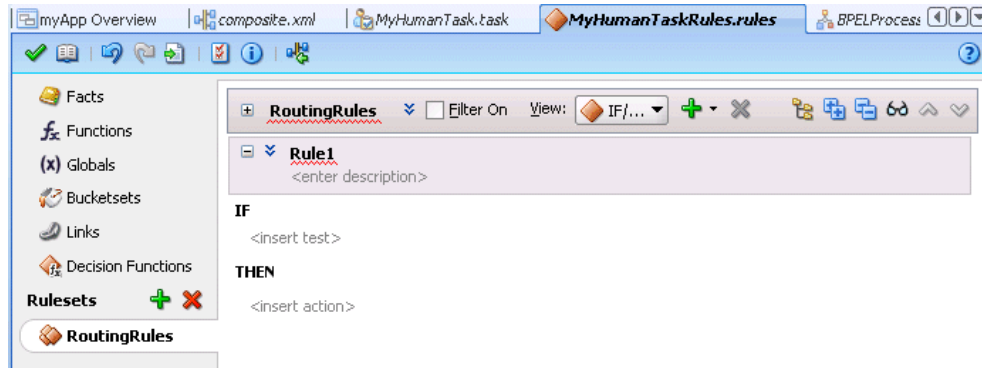 myApp Overview composite.xml MyHumanTask.task MyHumanTaskRules.rules BPELProcess
Facts
RoutingRules Filter On View: IF/...
Functions
Rule1
(x) Globals
<enter description>
Bucketsets
IF
Links
<insert test>
Decision Functions
THEN
Rulesets
<insert action>
RoutingRules